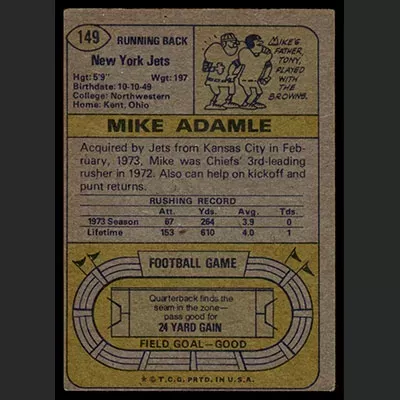 149
RUNNING BACK
New York Jets
Hgt: 5'9" Wgt: 197
Birthdate: 10-10-49
College: Northwestern
Home: Kent, Ohio
MIKE'S
FATHER,
TONY,
PLAYED
WITH THE
BROWNS.
MIKE ADAMLE
Acquired by Jets from Kansas City in Feb-
ruary, 1973, Mike was Chiefs' 3rd-leading
rusher in 1972. Also can help on kickoff and
punt returns.
RUSHING RECORD
Att. Yds. Avg. Tds.
1973 Season 67 264 3.9 0
Lifetime 153 610 4.0 1
FOOTBALL GAME
Quarterback finds the
seam in the zone—
pass good for
24 YARD GAIN
FIELD GOAL—GOOD
★ © T.C.G. PRTD. IN U.S.A.